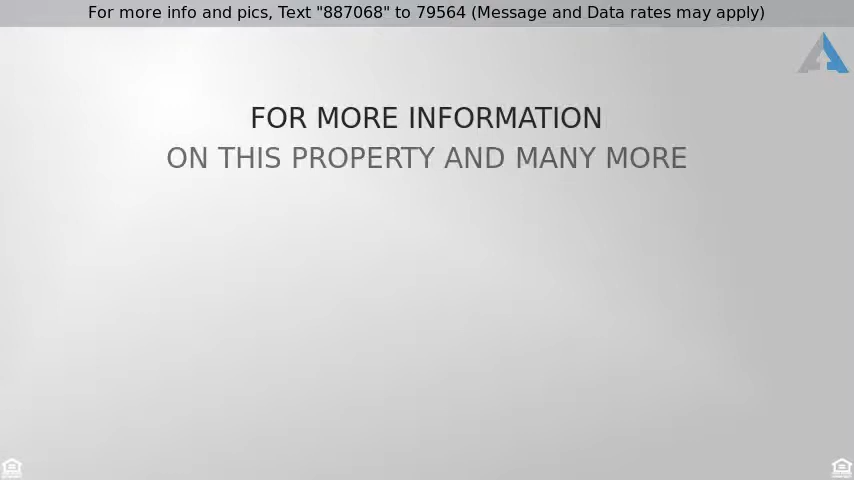 For more info and pics, Text "887068" to 79564 (Message and Data rates may apply)
FOR MORE INFORMATION
ON THIS PROPERTY AND MANY MORE